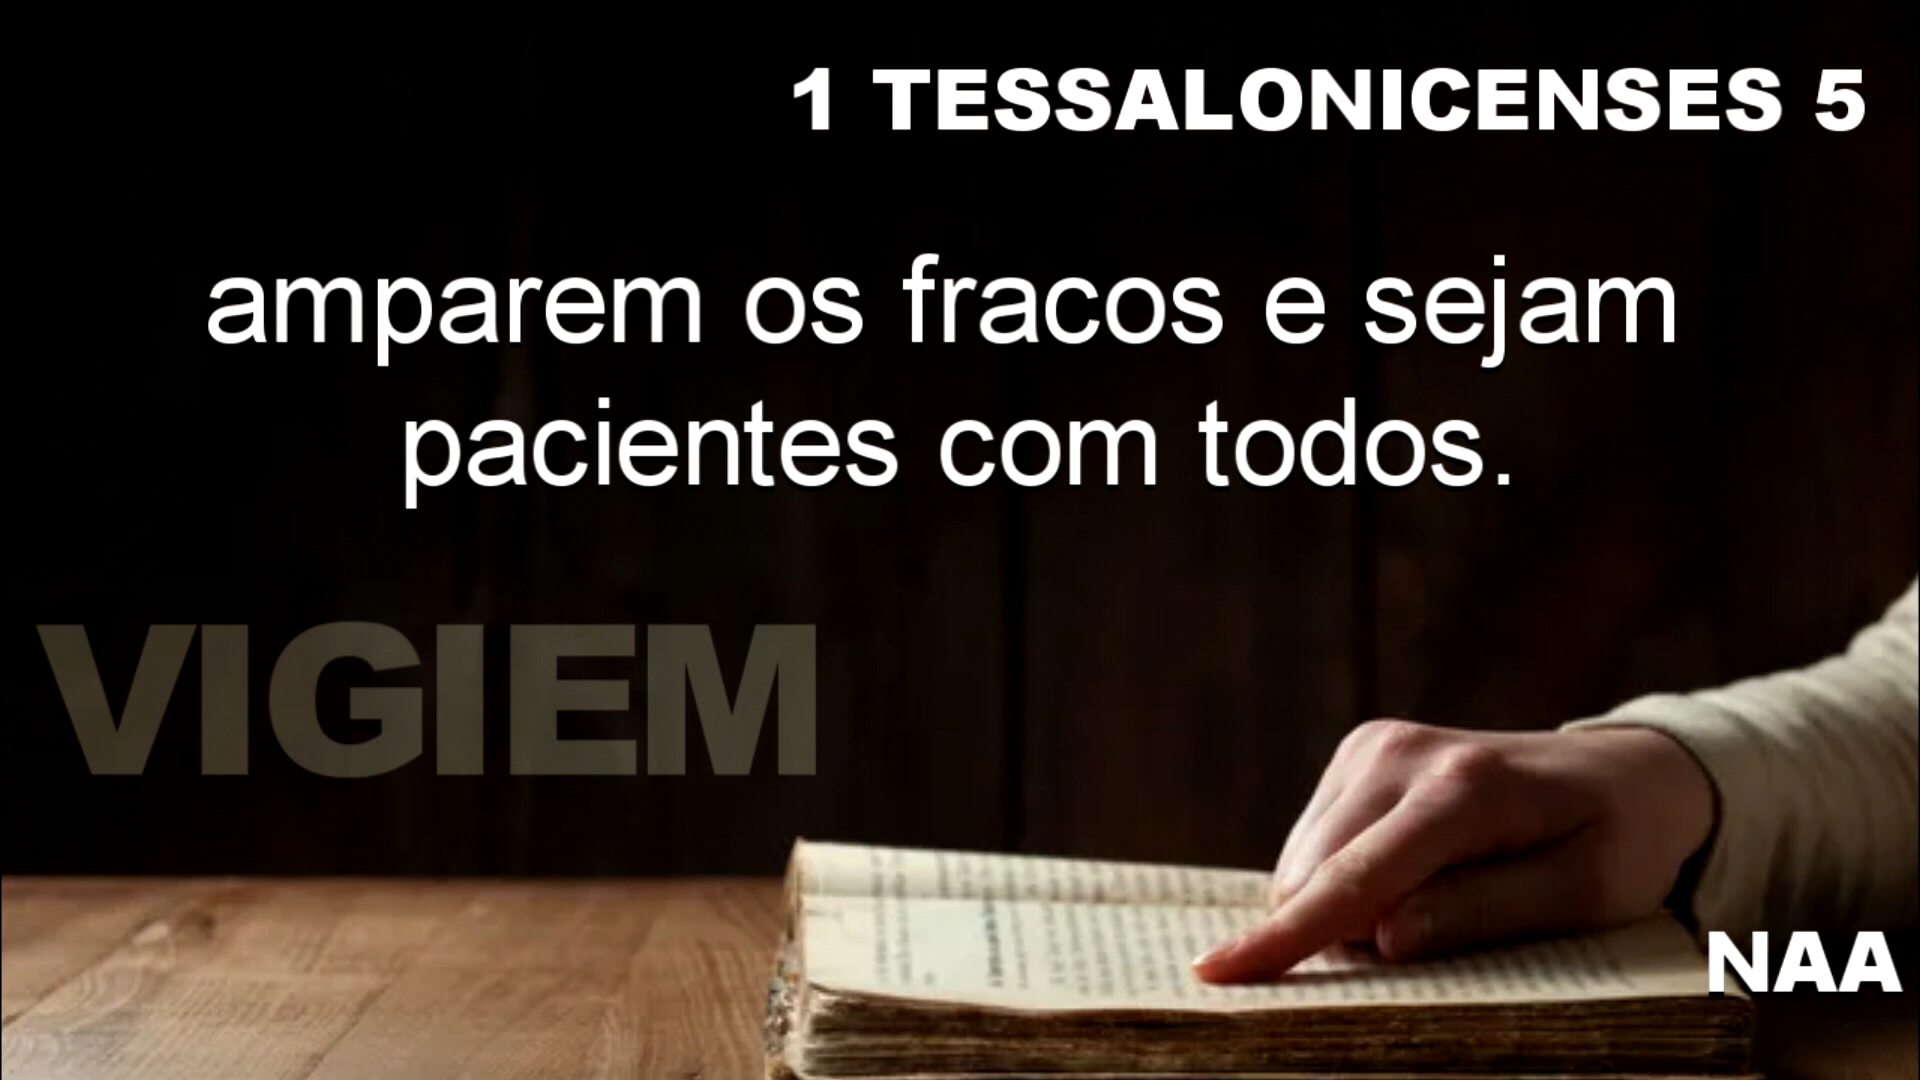 1 TESSALONICENSES 5
amparem os fracos e sejam
pacientes com todos.
VIGIEM
NAA